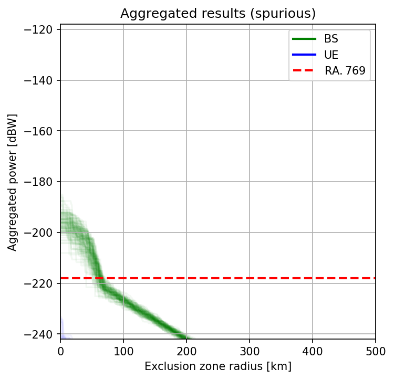 Aggregated results (spurious)
BS
UE
RA. 769
Aggregated power [dBW]
−120
−140
−160
−180
−200
−220
−240
0 100 200 300 400 500
Exclusion zone radius [km]